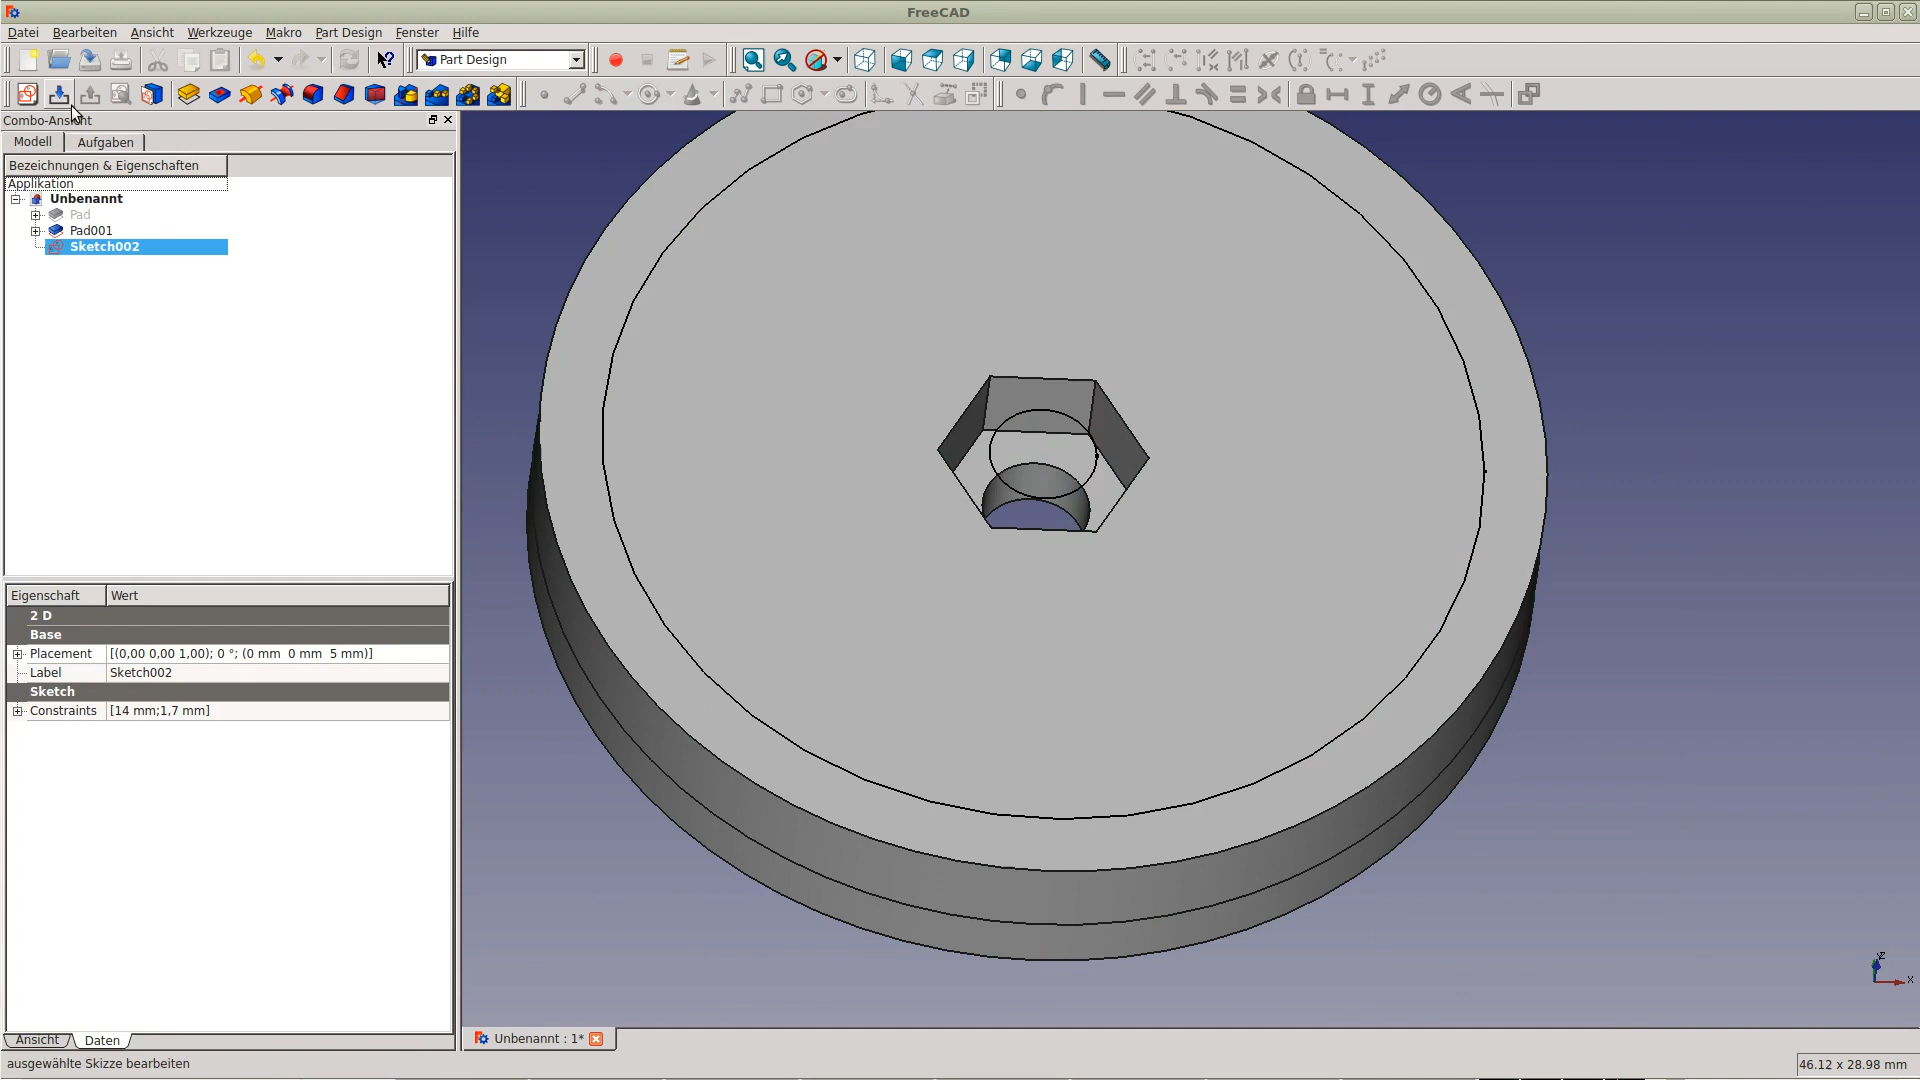 FreeCAD
Datei Bearbeiten Ansicht Werkzeuge Makro Part Design Fenster Hilfe
Part Design
Combo-Ansicht
Modell Aufgaben
Bezeichnungen & Eigenschaften
Applikation
Unbenannt
Pad
Pad001
Sketch002
Eigenschaft Wert
2 D
Base
Placement [(0,00 0,00 1,00); 0 °; (0 mm 0 mm 5 mm)]
Label Sketch002
Sketch
Constraints [14 mm;1,7 mm]
Z
X
Ansicht Daten
Unbenannt : 1*
ausgewählte Skizze bearbeiten
46.12 x 28.98 mm